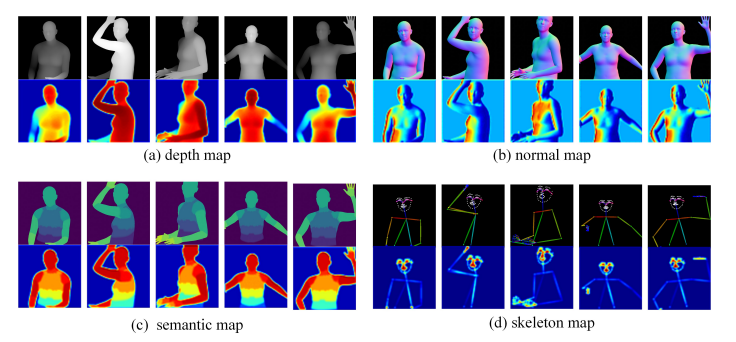 (a) depth map
(b) normal map
(c) semantic map
(d) skeleton map